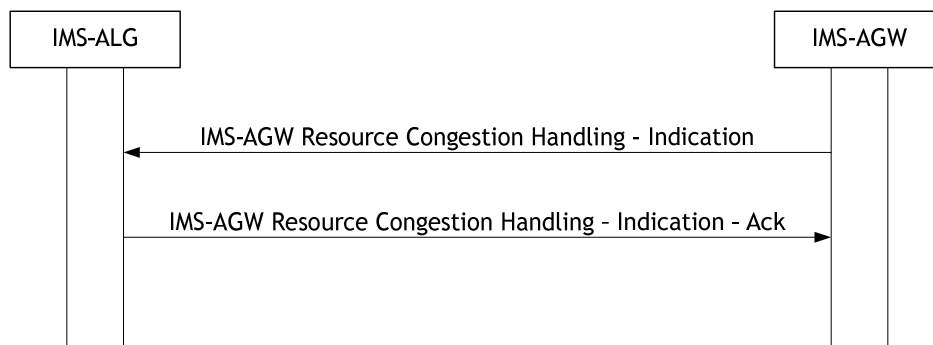 IMS-ALG
IMS-AGW
IMS-AGW Resource Congestion Handling - Indication
IMS-AGW Resource Congestion Handling – Indication - Ack